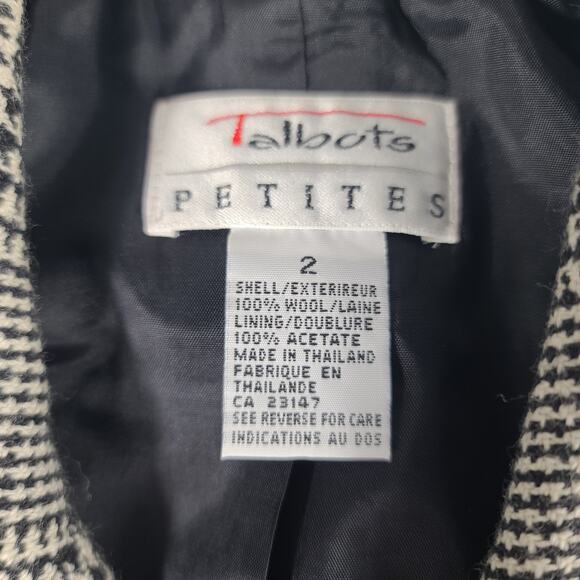 Talbots
PETITES
2
SHELL/EXTERIREUR
100% WOOL/LAINE
LINING/DOUBLURE
100% ACETATE
MADE IN THAILAND
FABRIQUE EN
THAILANDE
CA 23147
SEE REVERSE FOR CARE
INDICATIONS AU DOS